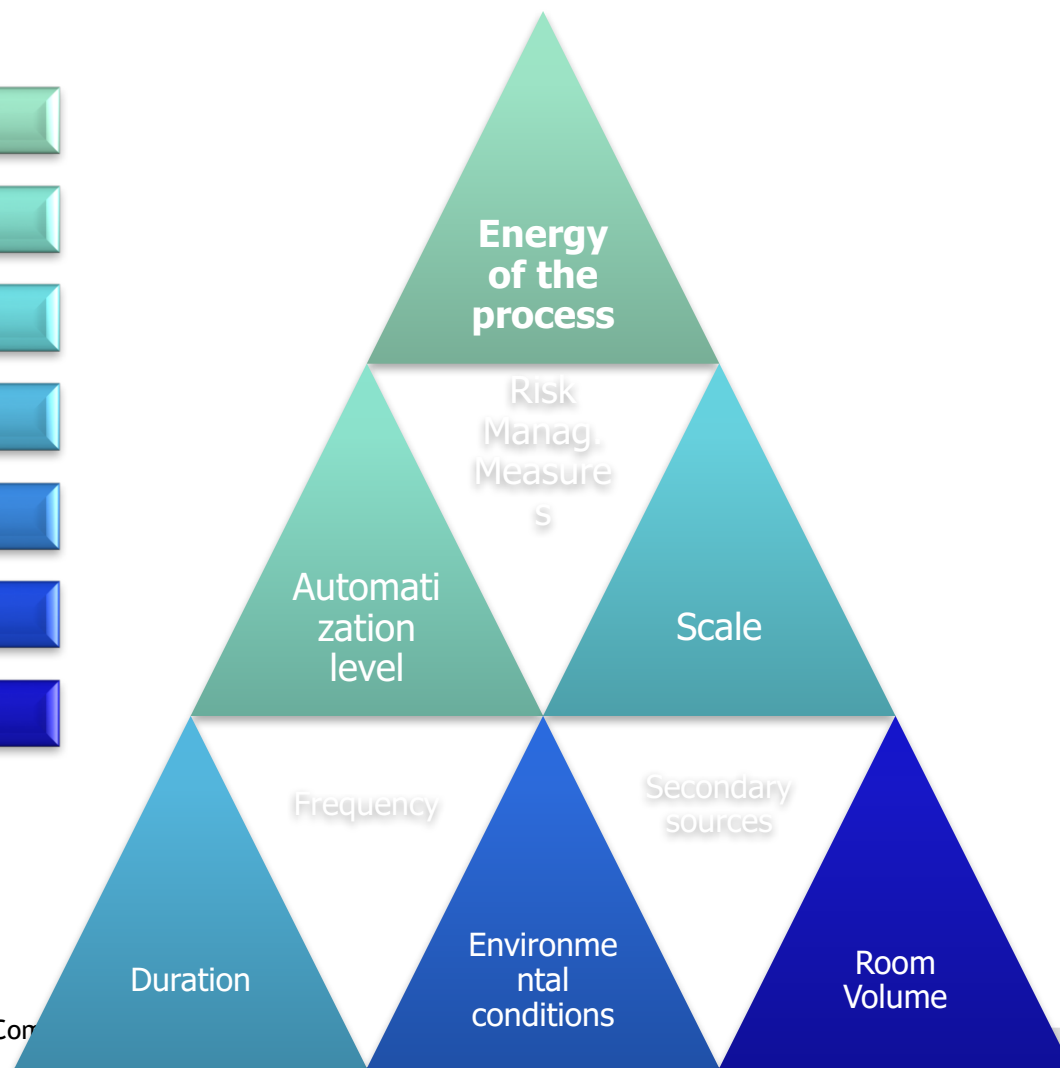 Energy
of the
process
Risk
Manag.
Measure
s
Automati
zation
level
Scale
Frequency
Secondary
sources
Duration
Environme
ntal
conditions
Room
Volume